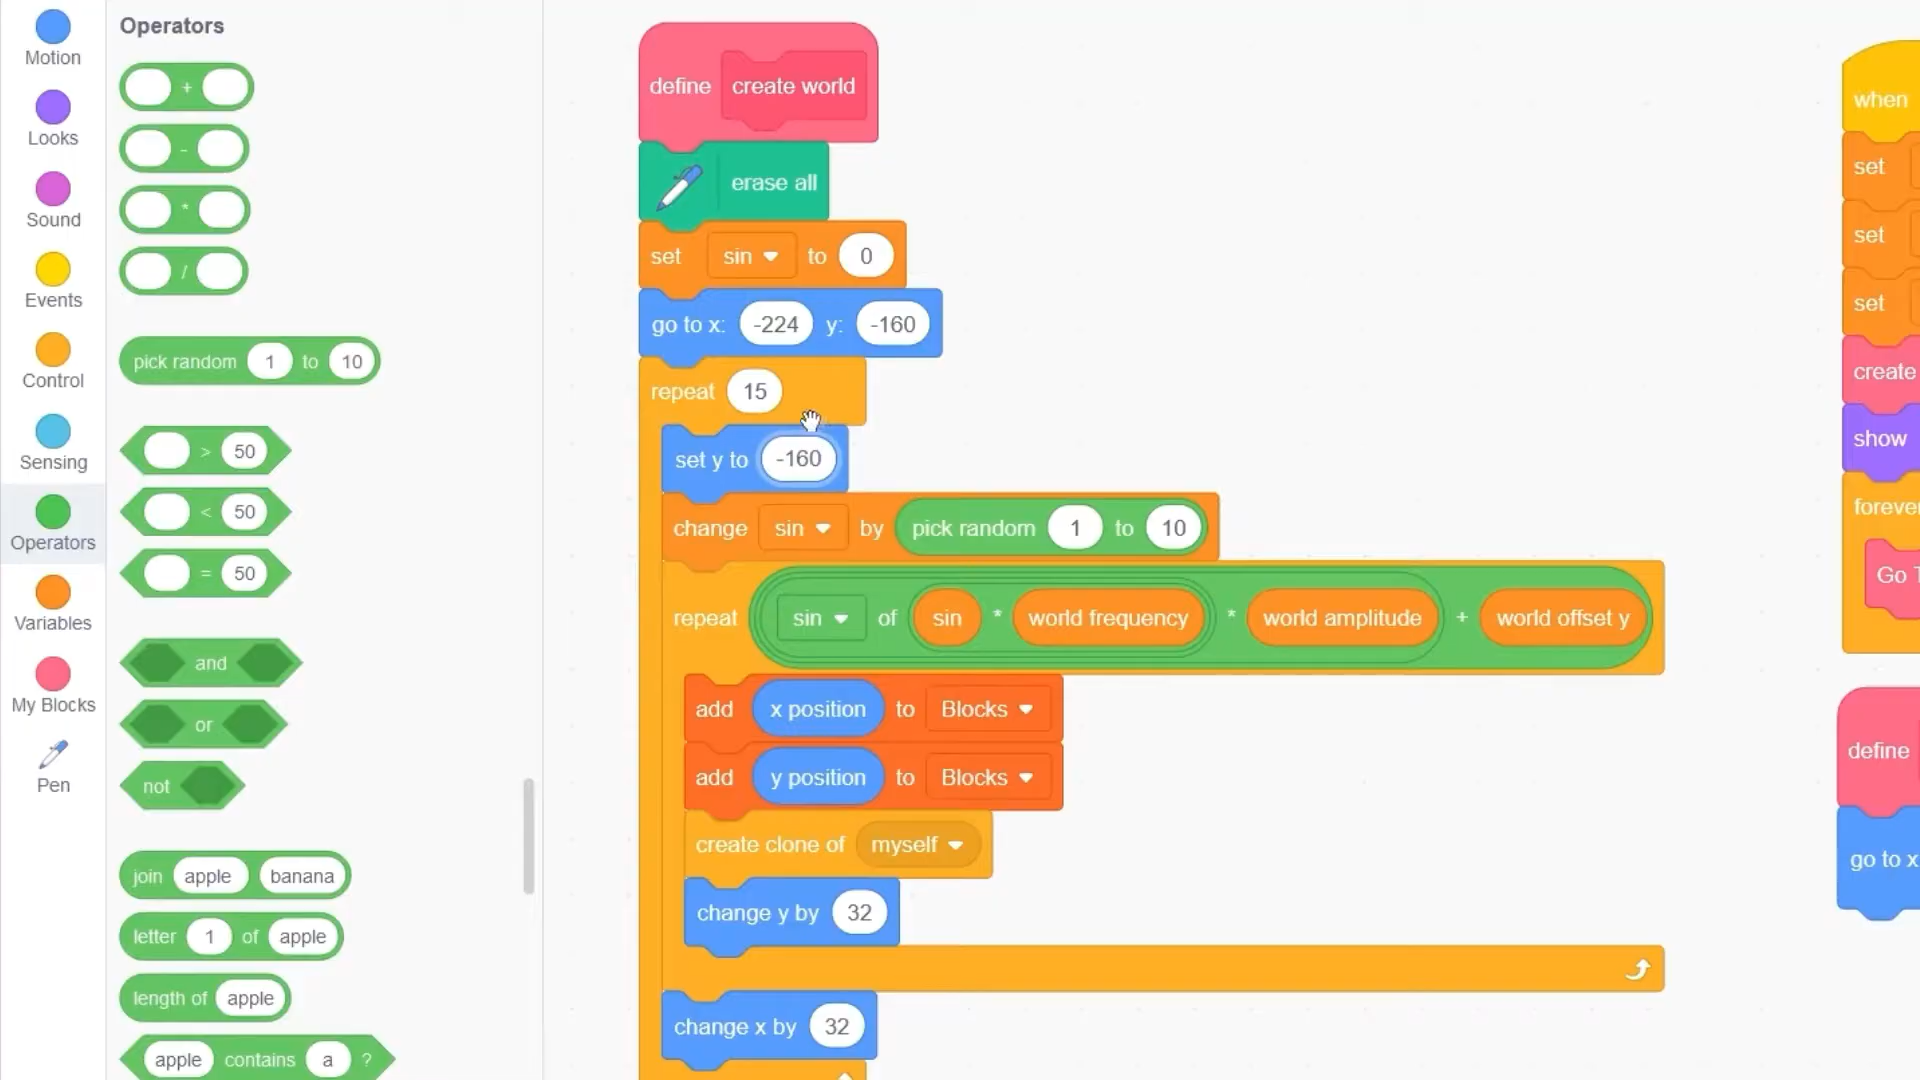 Motion
Looks
Sound
Events
Control
Sensing
Operators
Variables
My Blocks
Pen
Operators
+
-
*
/
pick random 1 to 10
> 50
< 50
= 50
and
or
not
join apple banana
letter 1 of apple
length of apple
apple contains a ?
define create world
erase all
set sin to 0
go to x: -224 y: -160
repeat 15
set y to -160
change sin by pick random 1 to 10
repeat sin of sin * world frequency * world amplitude + world offset y
add x position to Blocks
add y position to Blocks
create clone of myself
change y by 32
change x by 32
when
set
set
set
create
show
forever
Go
define
go to x